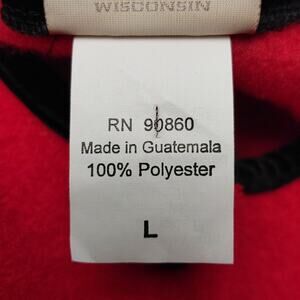 WISCONSIN
RN 90860
Made in Guatemala
100% Polyester
L